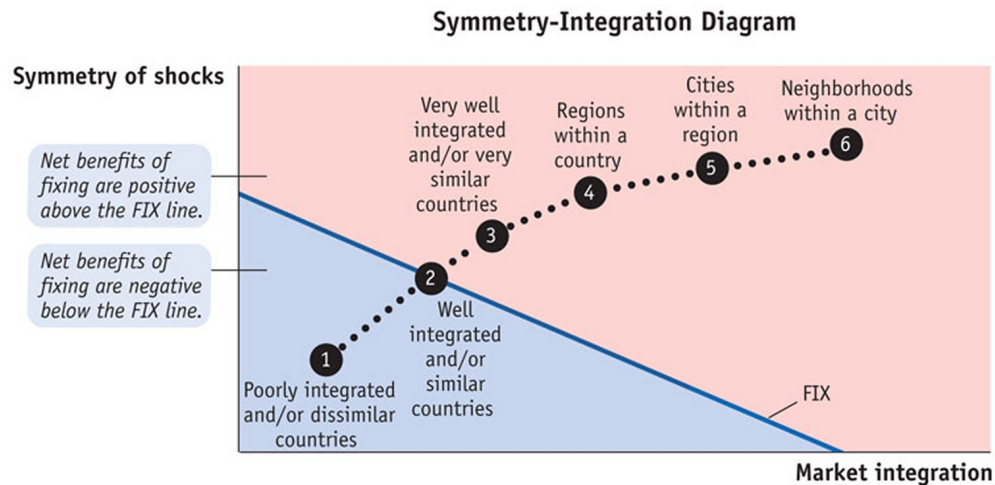 Symmetry-Integration Diagram
Symmetry of shocks
Net benefits of
fixing are positive
above the FIX line.
Net benefits of
fixing are negative
below the FIX line.
Very well
integrated
and/or very
similar
countries
Regions
within a
country
Cities
within a
region
Neighborhoods
within a city
1
2
3
4
5
6
Poorly integrated
and/or dissimilar
countries
Well
integrated
and/or
similar
countries
FIX
Market integration